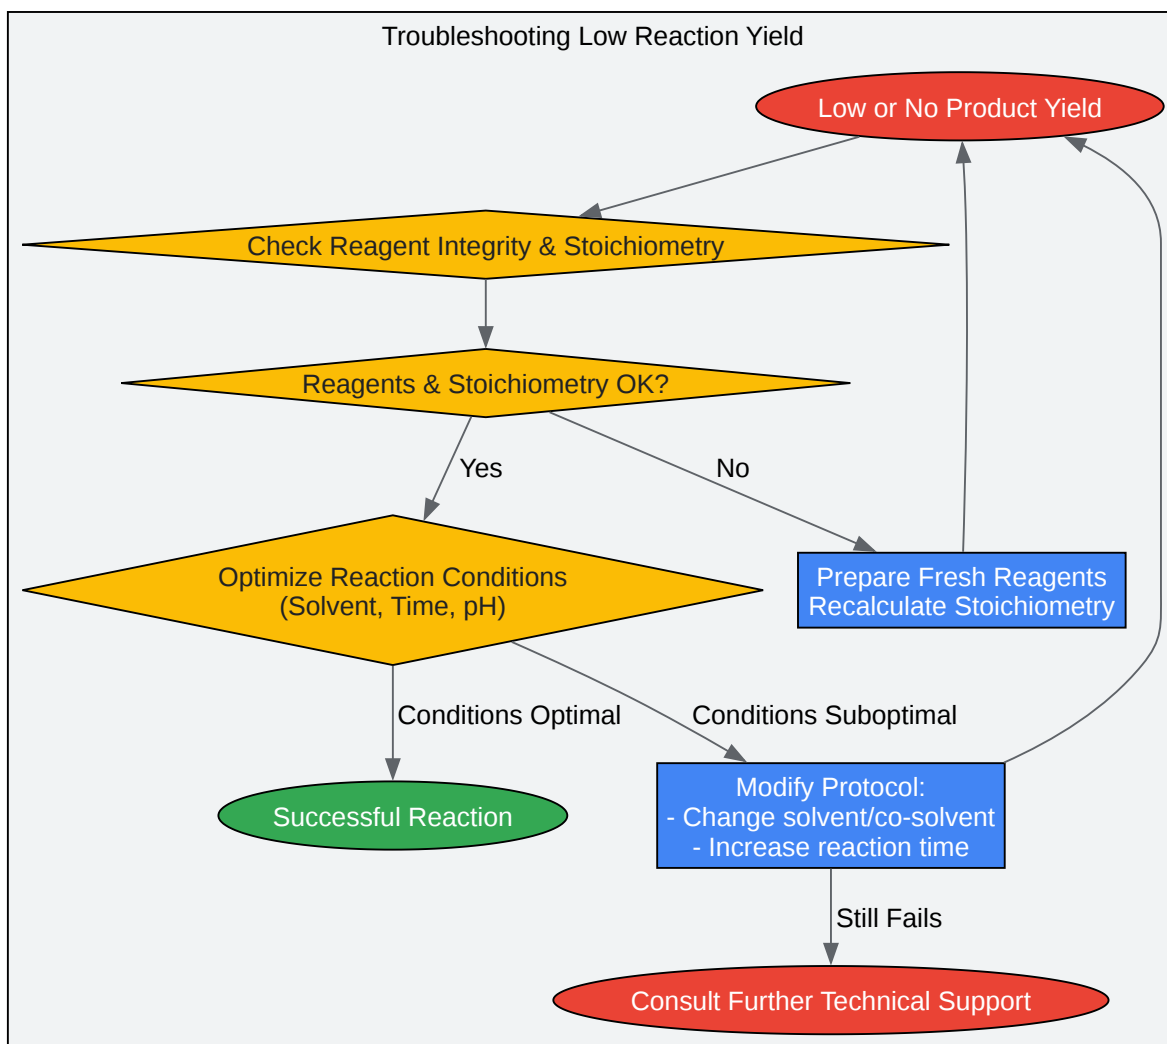 Troubleshooting Low Reaction Yield
Low or No Product Yield
Check Reagent Integrity & Stoichiometry
Reagents & Stoichiometry OK?
Yes
No
Optimize Reaction Conditions
(Solvent, Time, pH)
Prepare Fresh Reagents
Recalculate Stoichiometry
Conditions Optimal
Conditions Suboptimal
Successful Reaction
Modify Protocol:
- Change solvent/co-solvent
- Increase reaction time
Still Fails
Consult Further Technical Support